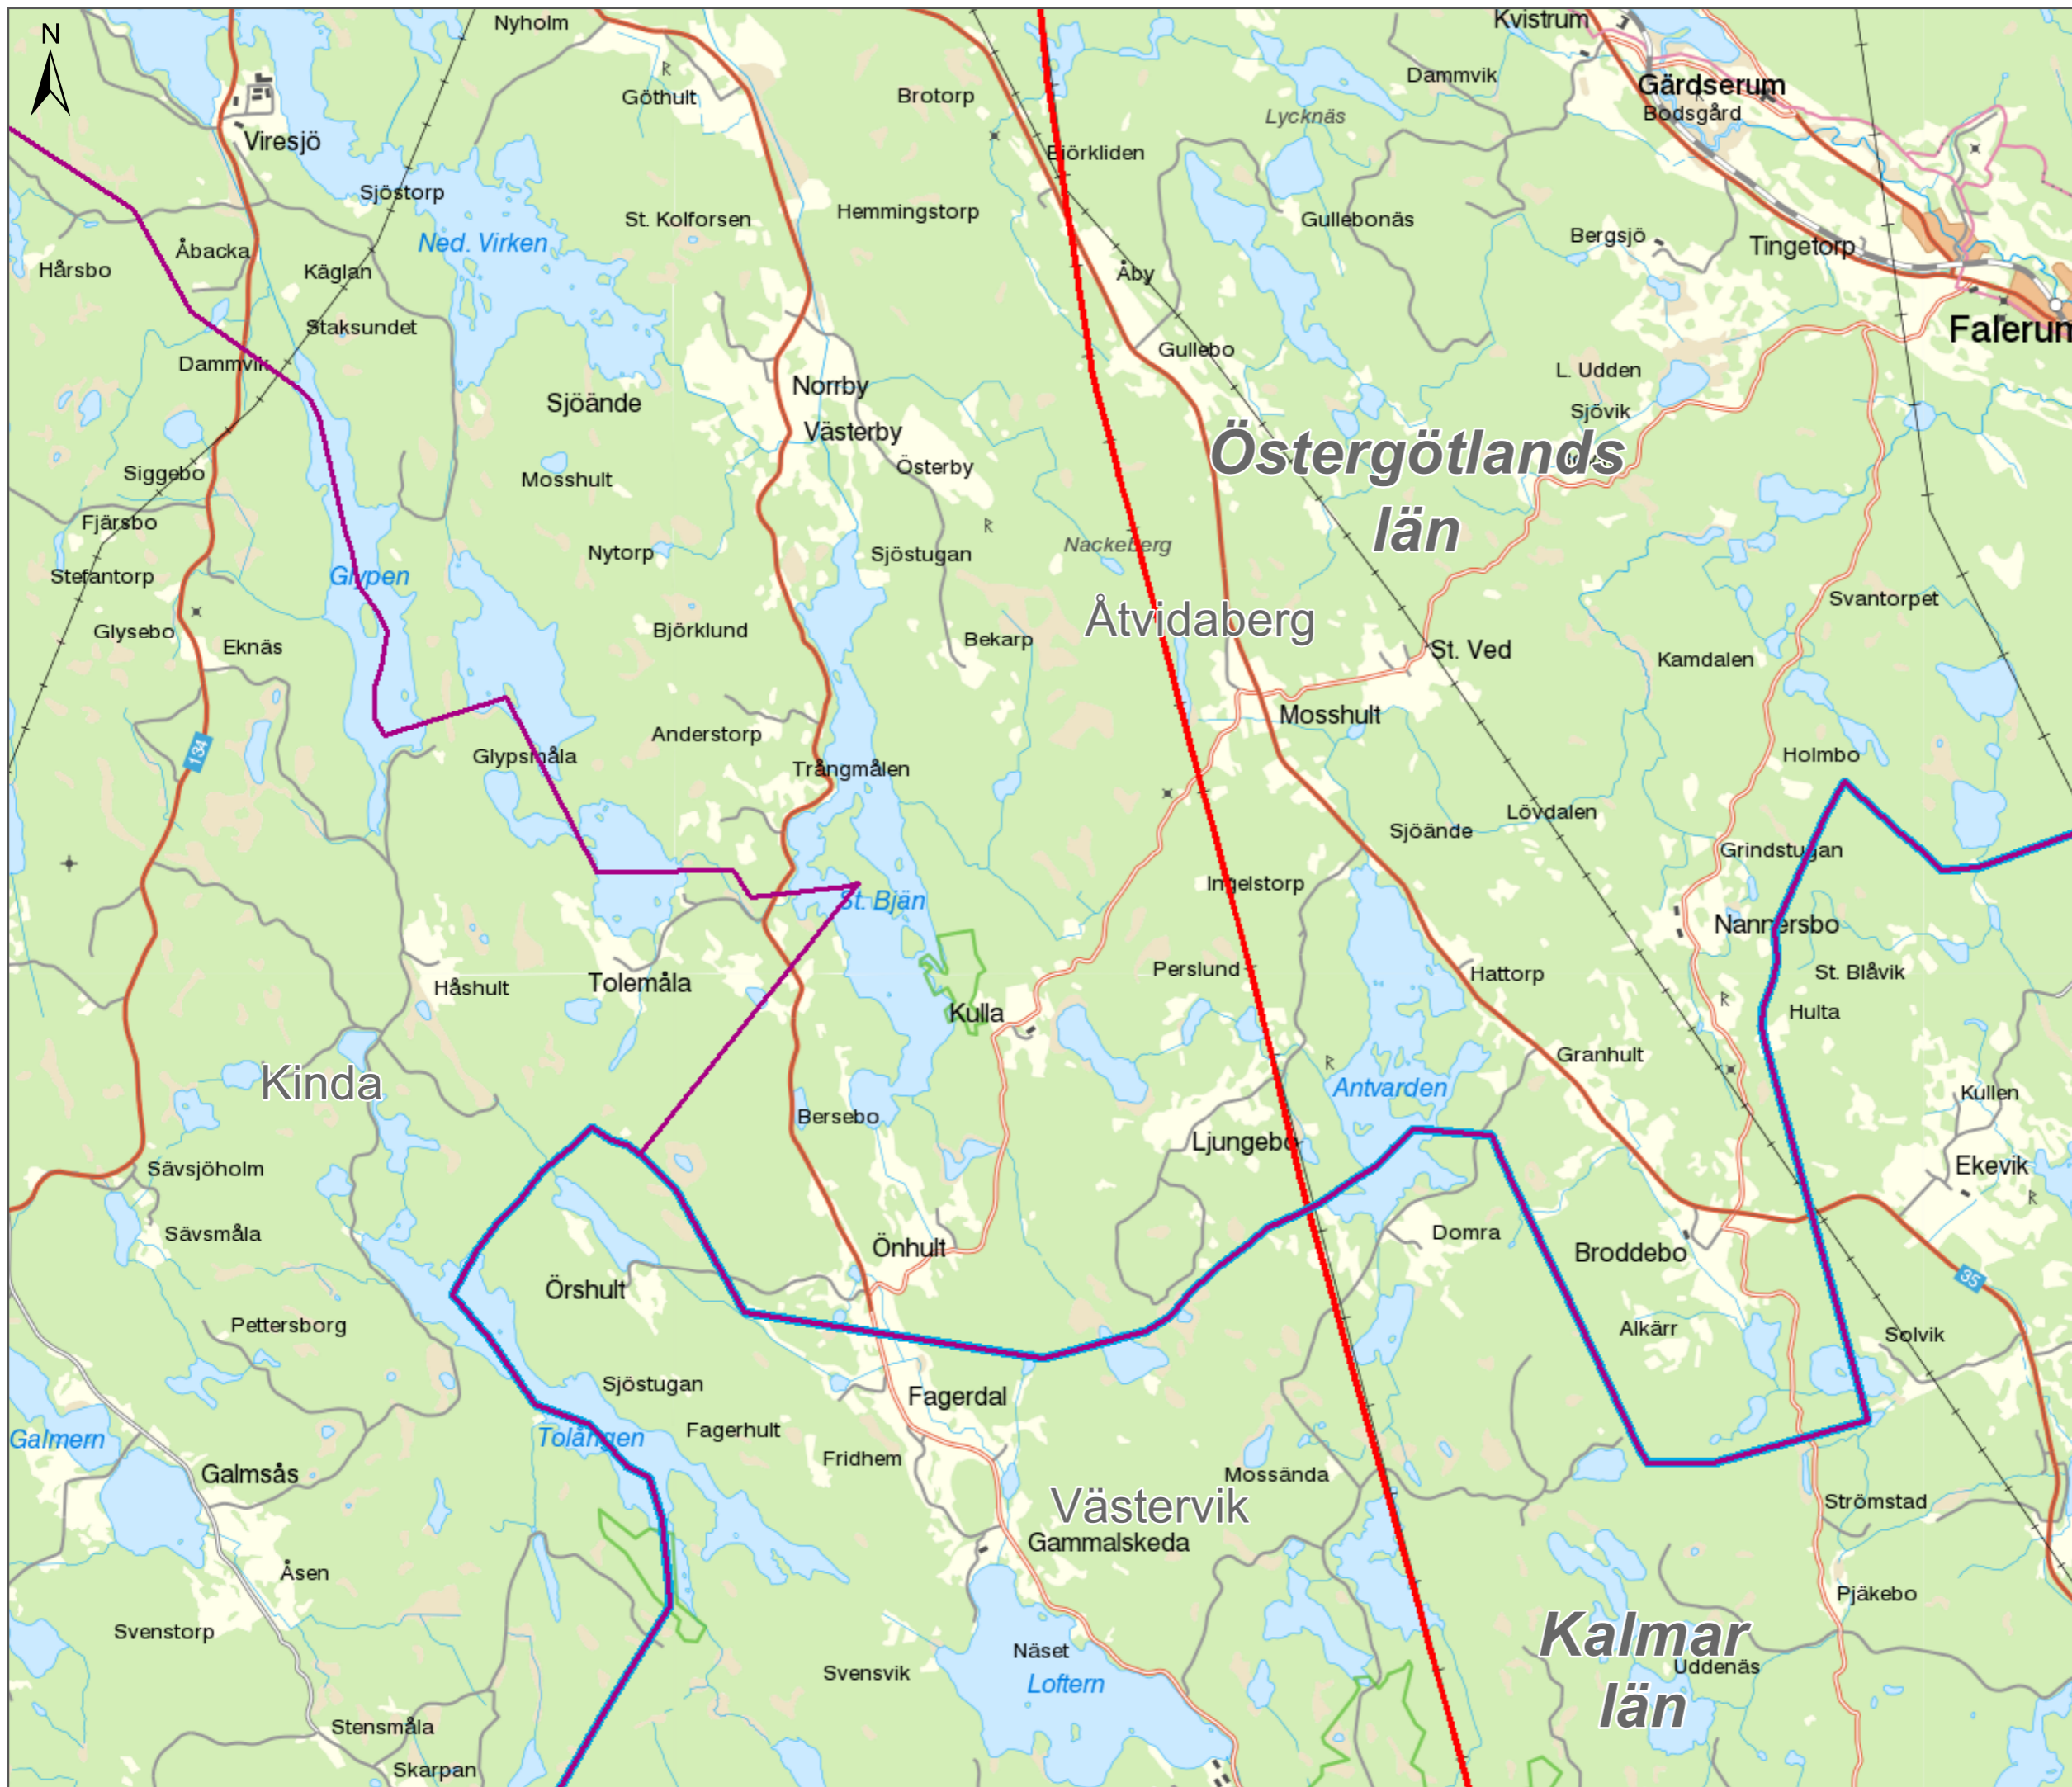 N
Nyholm
Kvistrum
Göthult
Brotorp
Dammvik
Gärdserum
Bodsgård
Lycknäs
Viresjö
Björkliden
Sjöstorp
St. Kolforsen
Hemmingstorp
Gullebonäs
Bergsjö
Tingetorp
Ned. Virken
Åbacka
Hårsbo
Käglan
Åby
Staksundet
Falerum
Dammvik
Gullebo
L. Udden
Sjöände
Norrby
Sjövik
Västerby
Östergötlands
län
Siggebo
Mosshult
Österby
Fjärsbo
Nytorp
Sjöstugan
Nackeberg
Stefantorp
Glypen
Svantorpet
Åtvidaberg
Glysebo
Eknäs
Björklund
Bekarp
St. Ved
Kamdalen
Mosshult
134
Glypsmåla
Anderstorp
Trångmålen
Holmbo
Lövdalen
Sjöände
Grindstugan
Ingelstorp
St. Bjän
Nannersbo
Håshult
Tolemåla
Perslund
Hattorp
St. Blåvik
Kulla
Hulta
Kinda
Granhult
Antvarden
Kullen
Bersebo
Ljungebo
Sävsjöholm
Ekevik
Sävsmåla
Önhult
Domra
Broddebo
35
Örshult
Pettersborg
Alkärr
Solvik
Sjöstugan
Fagerdal
Galmern
Tolången
Fagerhult
Fridhem
Galmsås
Mossända
Västervik
Strömstad
Gammalskeda
Åsen
Pjäkebo
Svenstorp
Näset
Kalmar
län
Svensvik
Loftern
Uddenäs
Stensmåla
Skarpan